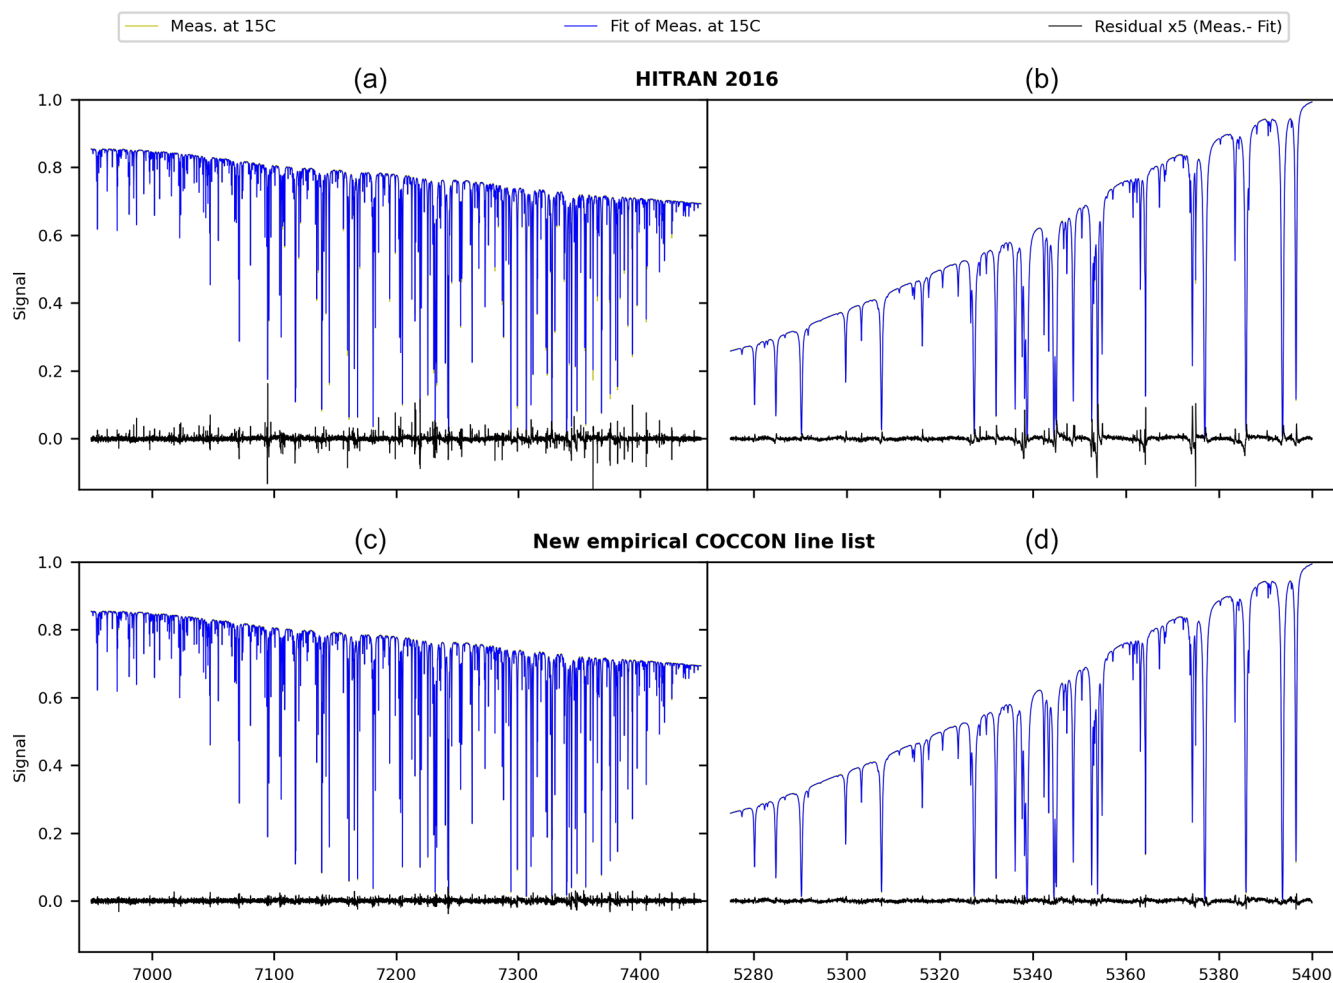 Meas. at 15C Fit of Meas. at 15C Residual x5 (Meas.- Fit)
(a) HITRAN 2016 (b)
1.0
0.8
0.6
0.4
0.2
0.0
Signal
(c) New empirical COCCON line list (d)
1.0
0.8
0.6
0.4
0.2
0.0
Signal
7000 7100 7200 7300 7400 5280 5300 5320 5340 5360 5380 5400